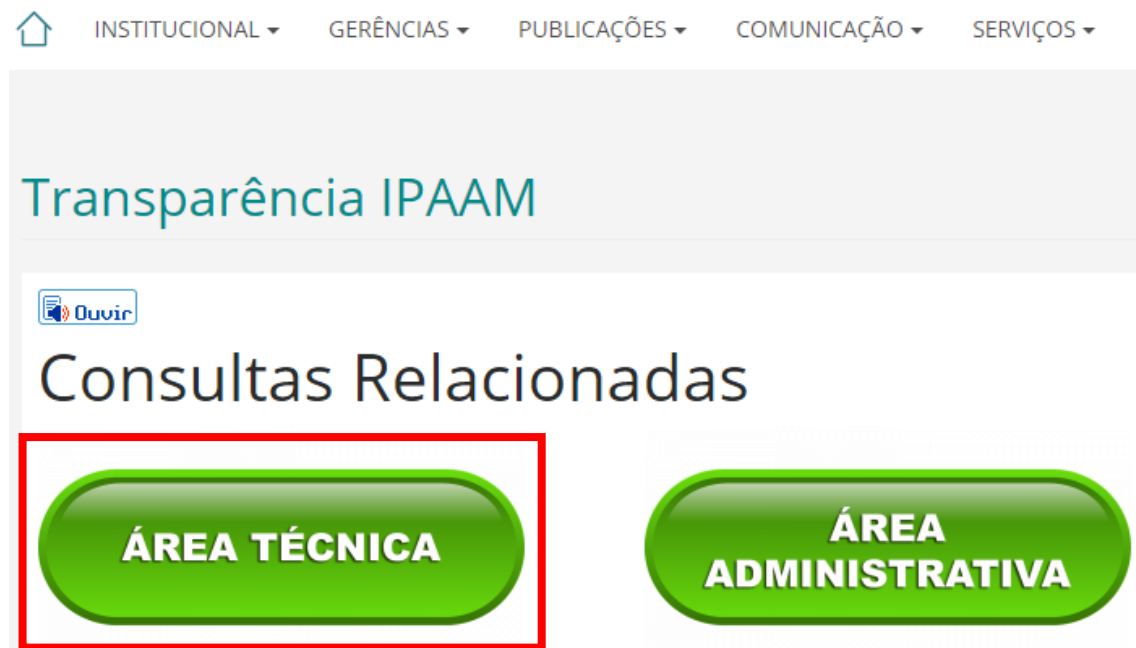 INSTITUCIONAL GERÊNCIAS PUBLICAÇÕES COMUNICAÇÃO SERVIÇOS
Transparência IPAAM
Ouvir
Consultas Relacionadas
ÁREA TÉCNICA
ÁREA
ADMINISTRATIVA